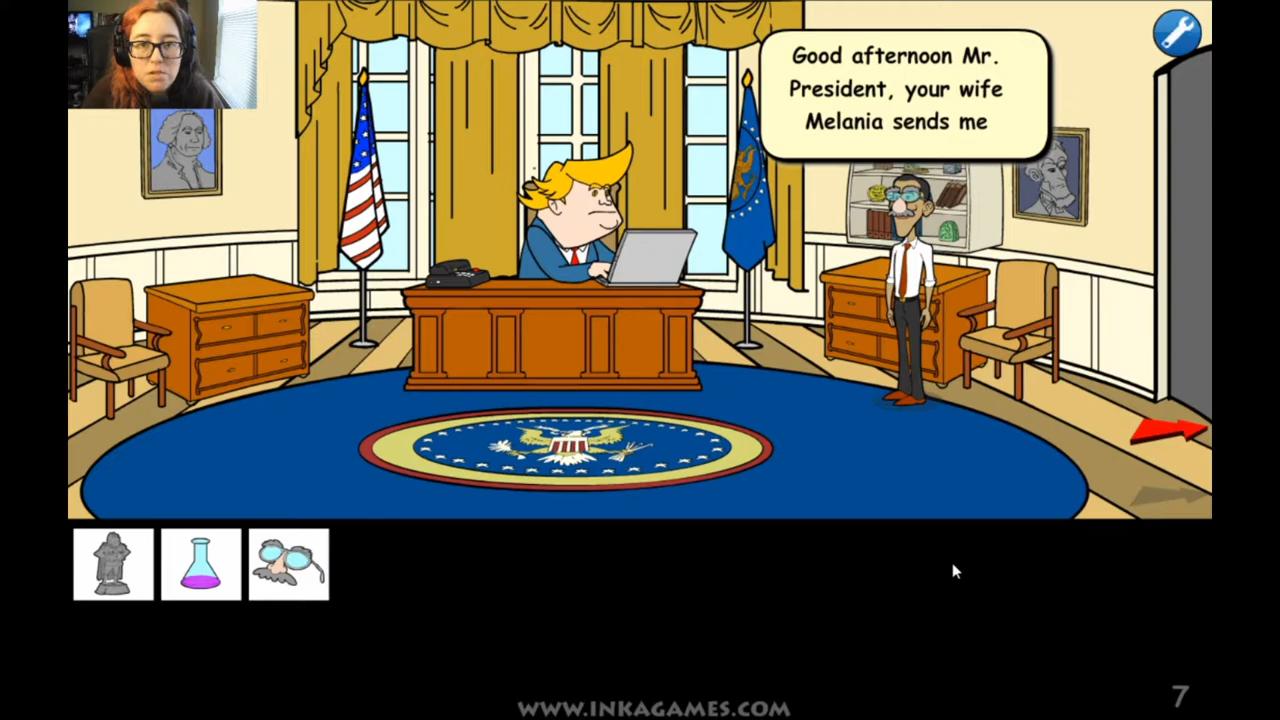 Good afternoon Mr.
President, your wife
Melania sends me
WWW.INKAGAMES.COM
7